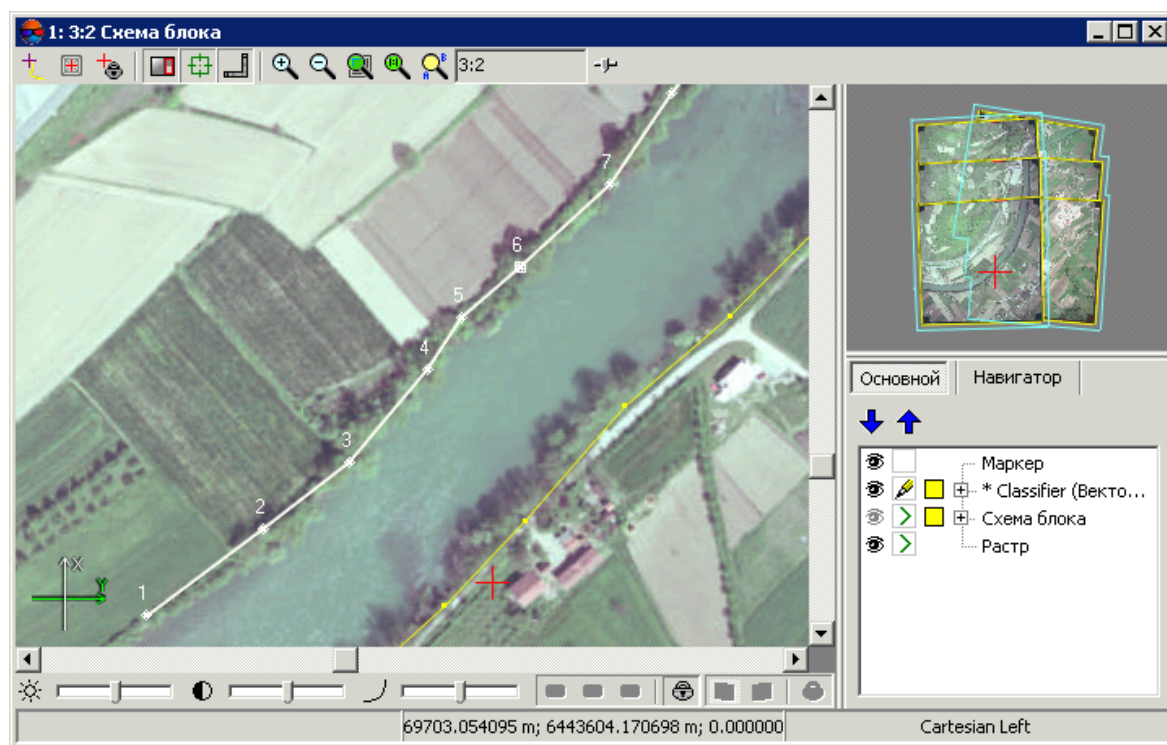 1: 3:2 Схема блока
A B
3:2
7
6
5
4
3
2
1
X
Y
Основной
Навигатор
Маркер
* Classifier (Векто...
Схема блока
Растр
69703.054095 m; 6443604.170698 m; 0.000000
Cartesian Left